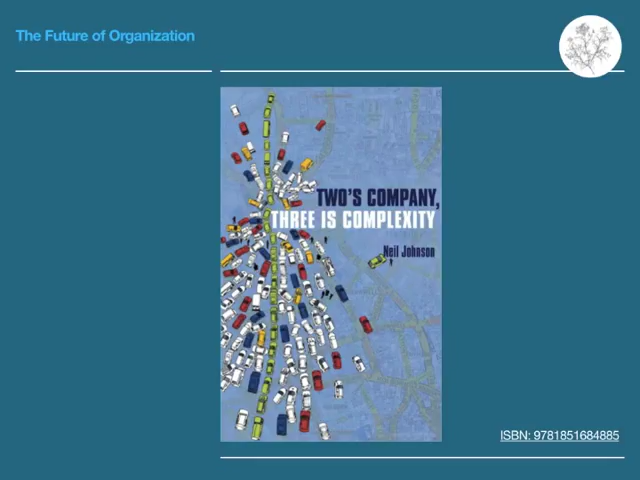 The Future of Organization
TWO'S COMPANY,
THREE IS COMPLEXITY
Neil Johnson
ISBN: 9781851684885